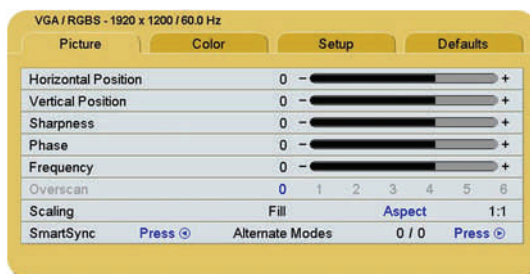 VGA / RGBS - 1920 x 1200 / 60.0 Hz
Picture Color Setup Defaults
Horizontal Position 0 - +
Vertical Position 0 - +
Sharpness 0 - +
Phase 0 - +
Frequency 0 - +
Overscan 0 1 2 3 4 5 6
Scaling Fill Aspect 1:1
SmartSync Press Alternate Modes 0 / 0 Press